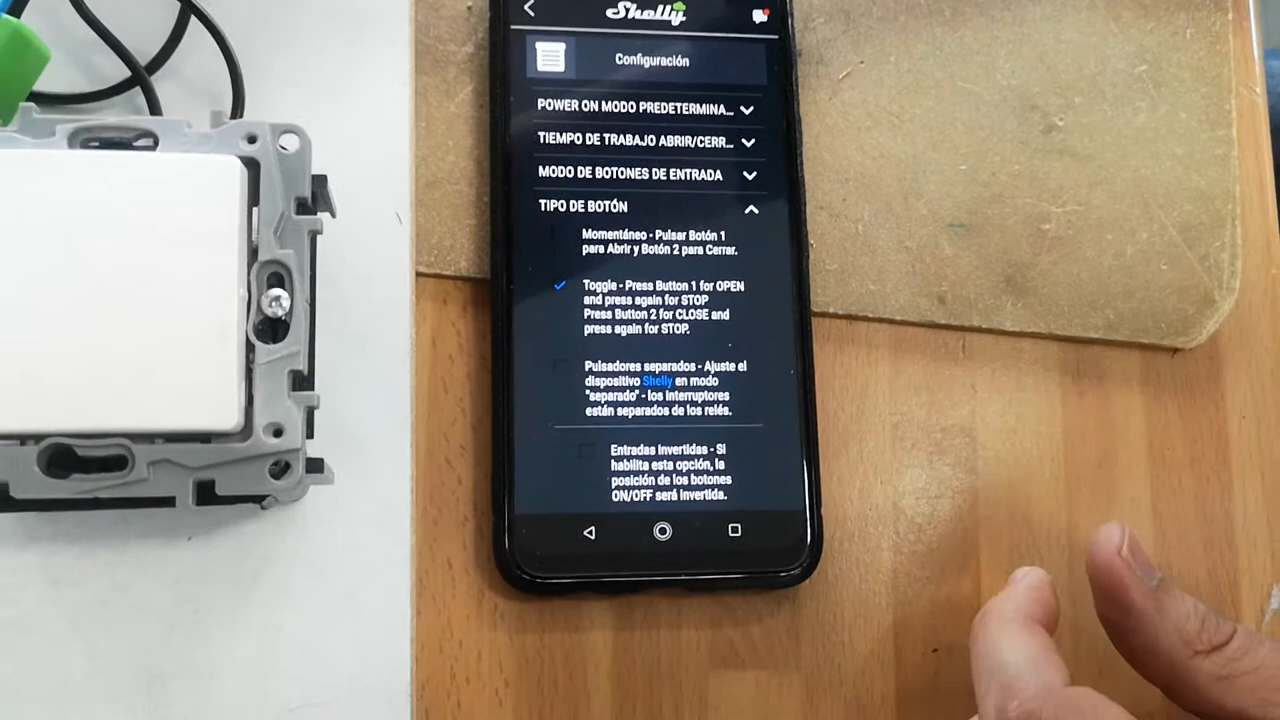 Shelly
Configuración
POWER ON MODO PREDETERMINA...
TIEMPO DE TRABAJO ABRIR/CERR...
MODO DE BOTONES DE ENTRADA
TIPO DE BOTÓN
Momentáneo - Pulsar Botón 1
para Abrir y Botón 2 para Cerrar.
Toggle - Press Button 1 for OPEN
and press again for STOP
Press Button 2 for CLOSE and
press again for STOP.
Pulsadores separados - Ajuste el
dispositivo Shelly en modo
"separado" - los interruptores
están separados de los relés.
Entradas Invertidas - Si
habilita esta opción, la
posición de los botones
ON/OFF será invertida.